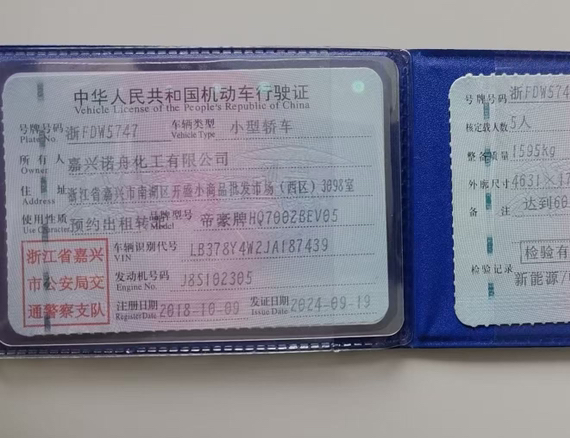 中华人民共和国机动车行驶证
Vehicle License of the People's Republic of China
号牌号码 浙FDW5747 车辆类型 小型轿车
Plate No. Vehicle Type
所有人 嘉兴诺舟化工有限公司
Owner
住址 浙江省嘉兴市南湖区开盛小商品批发市场（西区）3098室
Address
使用性质 预约出租转 品牌型号 帝豪牌HQ7002BEV05
Use Character Model
浙江省嘉兴
市公安局交
通警察支队
车辆识别代号 LB378Y4W2JA187439
VIN
发动机号码 J8S102305
Engine No.
注册日期 2018-10-09 发证日期 2024-09-19
Register Date Issue Date
号牌号码 浙FDW574
核定载人数 5人
整备质量 1595kg
外廓尺寸 4631×17
备注 达到60
检验记录
检验有
新能源/